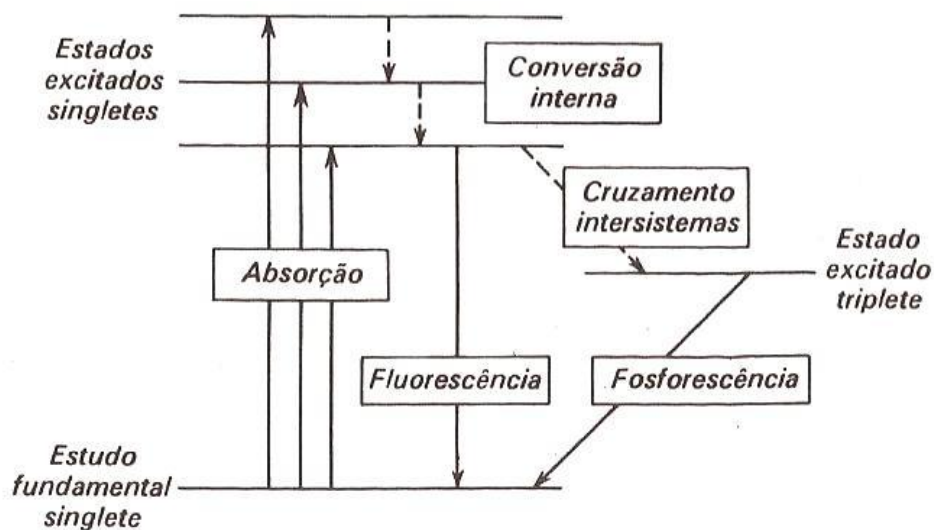 Estados
excitados
singletes
Conversão
interna
Cruzamento
intersistemas
Estado
excitado
triplete
Absorção
Fluorescência
Fosforescência
Estudo
fundamental
singlete